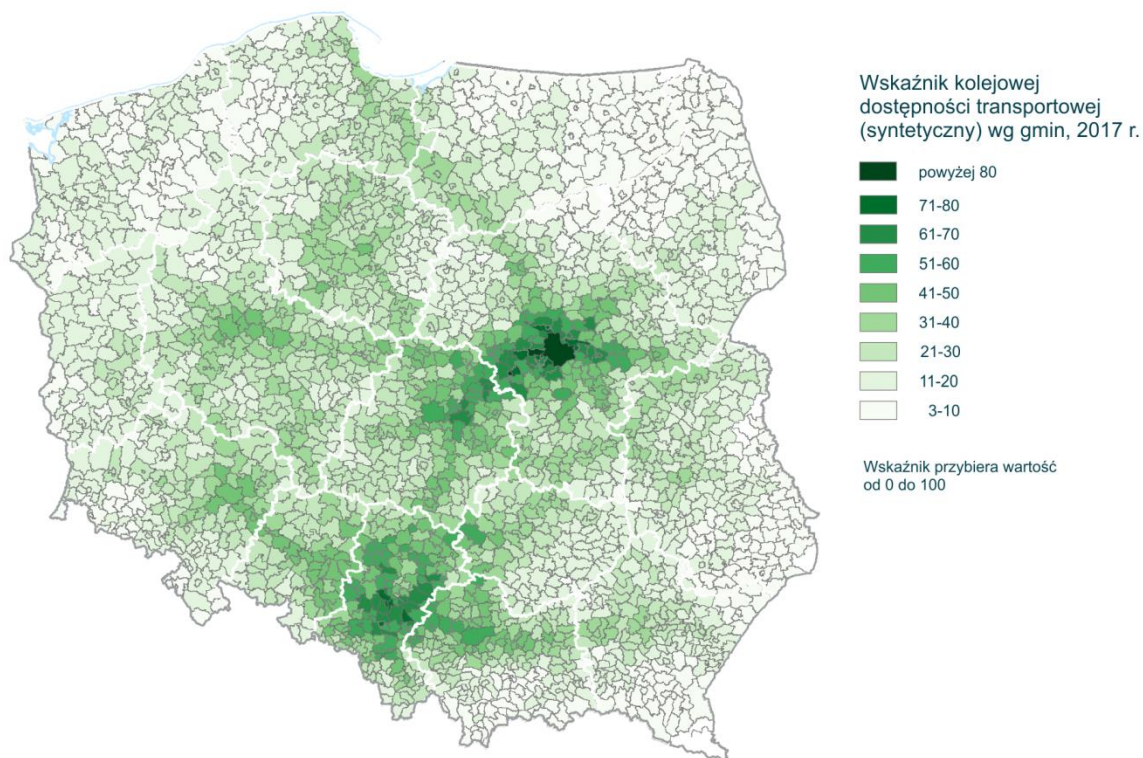 Wskaźnik kolejowej
dostępności transportowej
(syntetyczny) wg gmin, 2017 r.
powyżej 80
71-80
61-70
51-60
41-50
31-40
21-30
11-20
3-10
Wskaźnik przybiera wartość
od 0 do 100